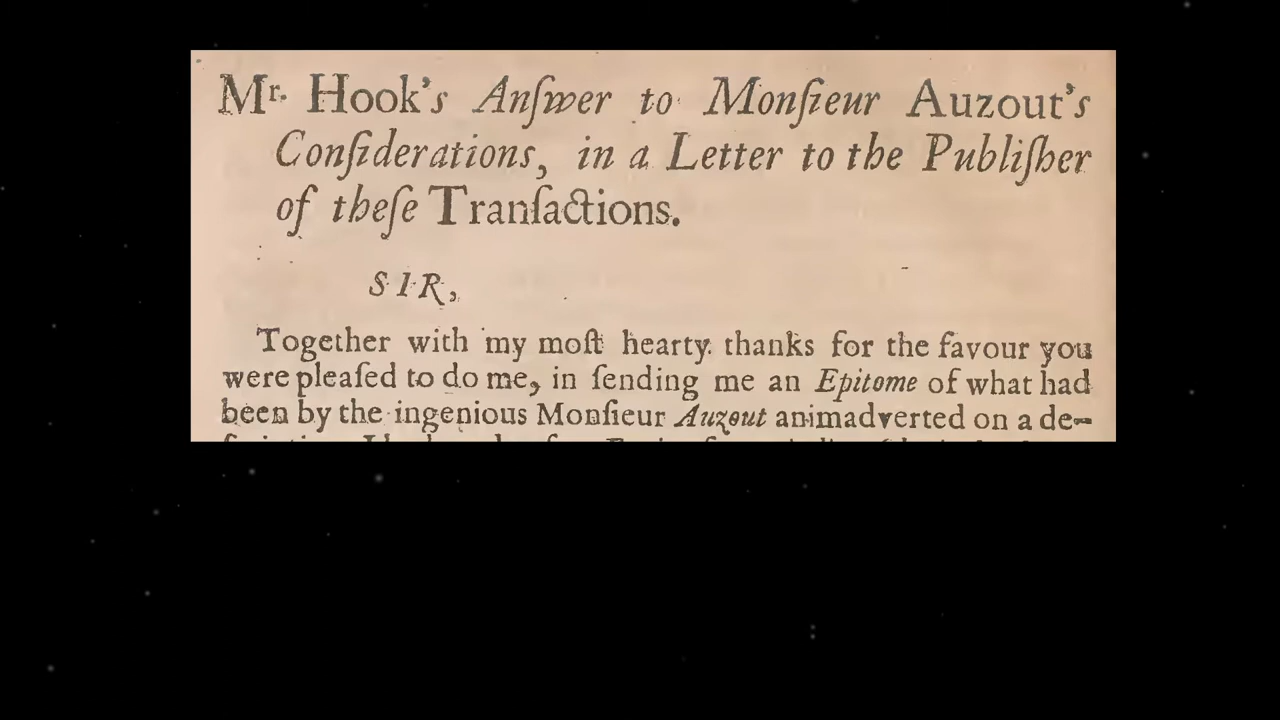 Mr. Hook's Anſwer to Monſieur Auzout's
Conſiderations, in a Letter to the Publiſher
of theſe Tranſactions.
SIR,
Together with my moſt hearty thanks for the favour you
were pleaſed to do me, in ſending me an Epitome of what had
been by the ingenious Monſieur Auzout animadverted on a de-